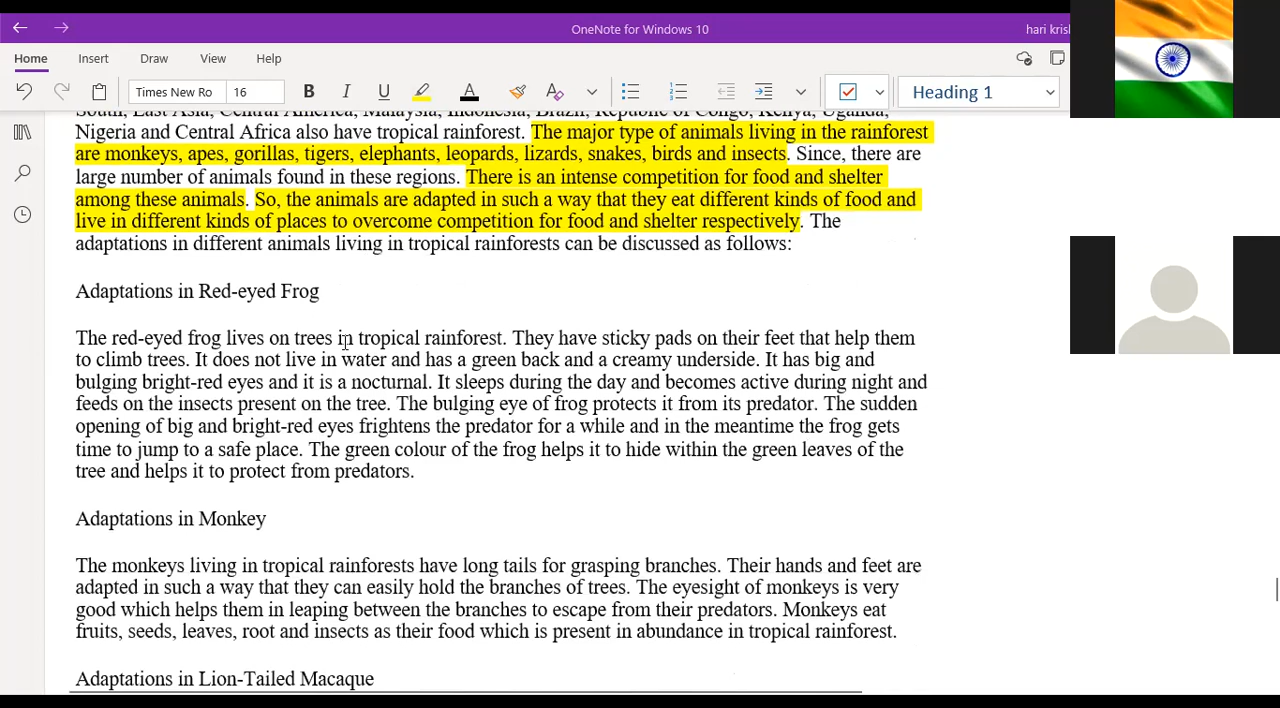 OneNote for Windows 10
hari krish
Home Insert Draw View Help
Times New Ro 16 B I U A Heading 1
South, East Asia, Central America, Malaysia, Indonesia, Brazil, Republic of Congo, Kenya, Uganda,
Nigeria and Central Africa also have tropical rainforest. The major type of animals living in the rainforest
are monkeys, apes, gorillas, tigers, elephants, leopards, lizards, snakes, birds and insects. Since, there are
large number of animals found in these regions. There is an intense competition for food and shelter
among these animals. So, the animals are adapted in such a way that they eat different kinds of food and
live in different kinds of places to overcome competition for food and shelter respectively. The
adaptations in different animals living in tropical rainforests can be discussed as follows:
Adaptations in Red-eyed Frog
The red-eyed frog lives on trees in tropical rainforest. They have sticky pads on their feet that help them
to climb trees. It does not live in water and has a green back and a creamy underside. It has big and
bulging bright-red eyes and it is a nocturnal. It sleeps during the day and becomes active during night and
feeds on the insects present on the tree. The bulging eye of frog protects it from its predator. The sudden
opening of big and bright-red eyes frightens the predator for a while and in the meantime the frog gets
time to jump to a safe place. The green colour of the frog helps it to hide within the green leaves of the
tree and helps it to protect from predators.
Adaptations in Monkey
The monkeys living in tropical rainforests have long tails for grasping branches. Their hands and feet are
adapted in such a way that they can easily hold the branches of trees. The eyesight of monkeys is very
good which helps them in leaping between the branches to escape from their predators. Monkeys eat
fruits, seeds, leaves, root and insects as their food which is present in abundance in tropical rainforest.
Adaptations in Lion-Tailed Macaque